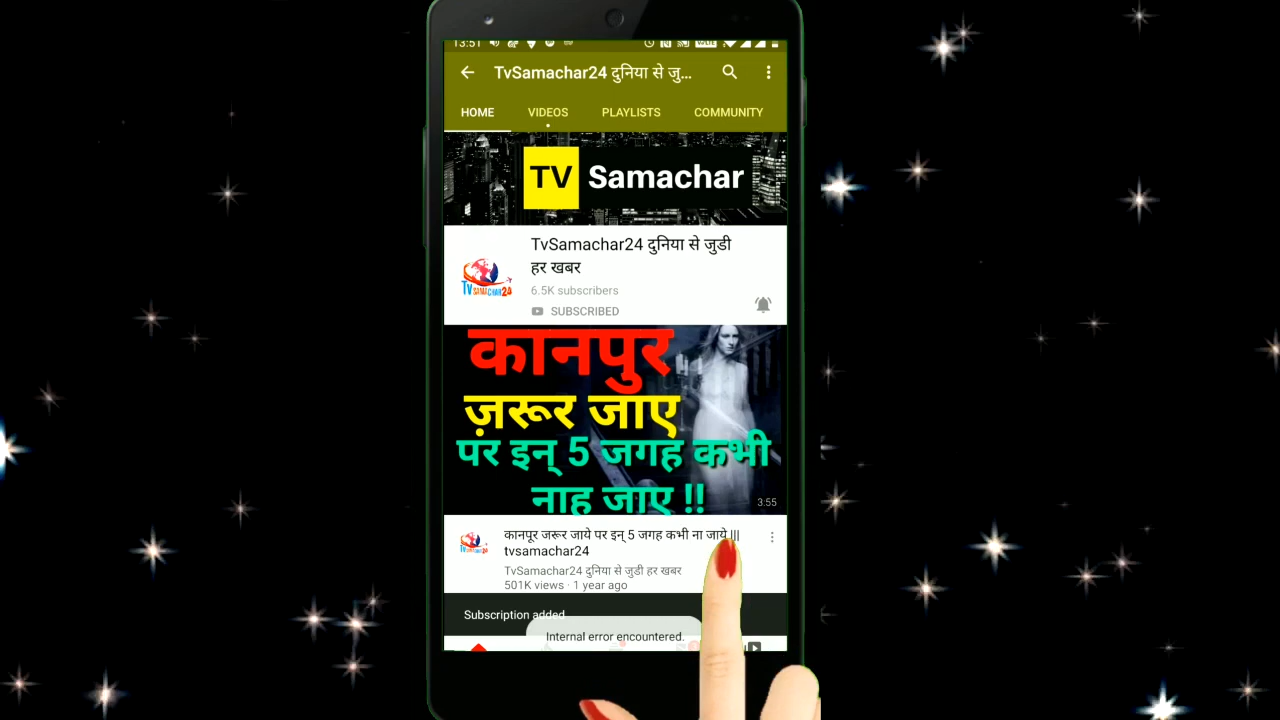 13:51
TvSamachar24 दुनिया से जु...
HOME VIDEOS PLAYLISTS COMMUNITY
TV Samachar
TvSamachar24 दुनिया से जुडी
हर खबर
6.5K subscribers
SUBSCRIBED
TV SAMACHAR24
कानपुर
ज़रूर जाए
पर इन् 5 जगह कभी
नाह जाए !!
3:55
कानपूर जरूर जाये पर इन् 5 जगह कभी ना जाये |||
tvsamachar24
TvSamachar24 दुनिया से जुडी हर खबर
501K views · 1 year ago
Subscription added
Internal error encountered.